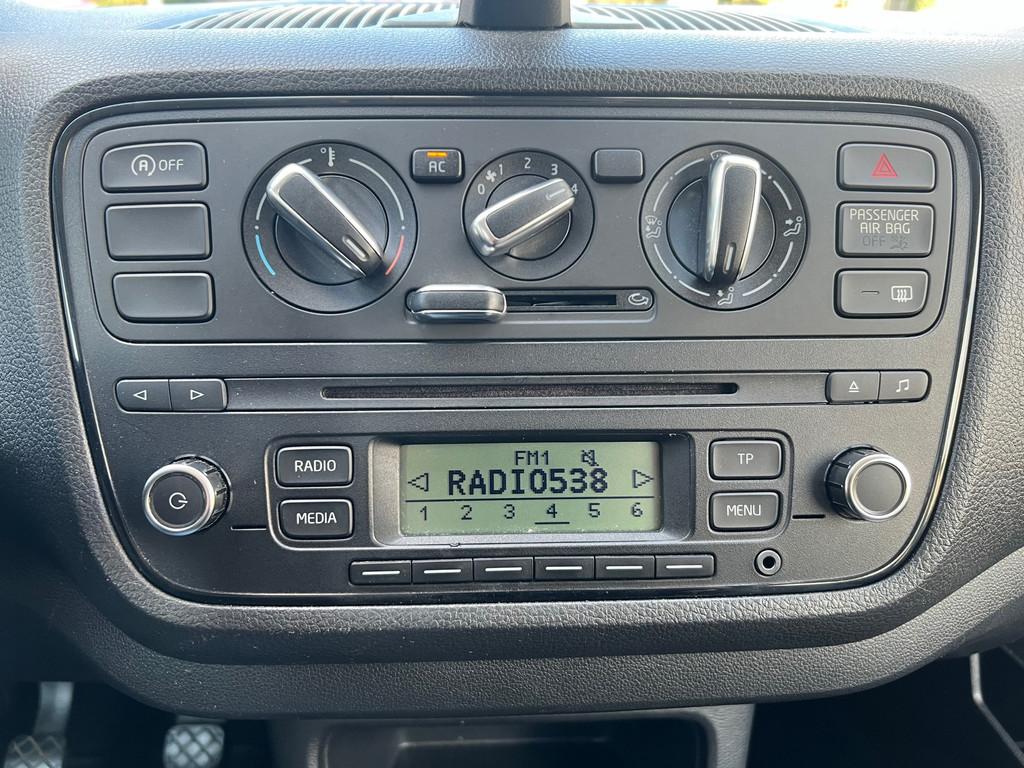 (A) OFF
°
AC
0 1 2 3 4
PASSENGER
AIR BAG
OFF
RADIO
MEDIA
FM1
RADIO538
1 2 3 4 5 6
TP
MENU